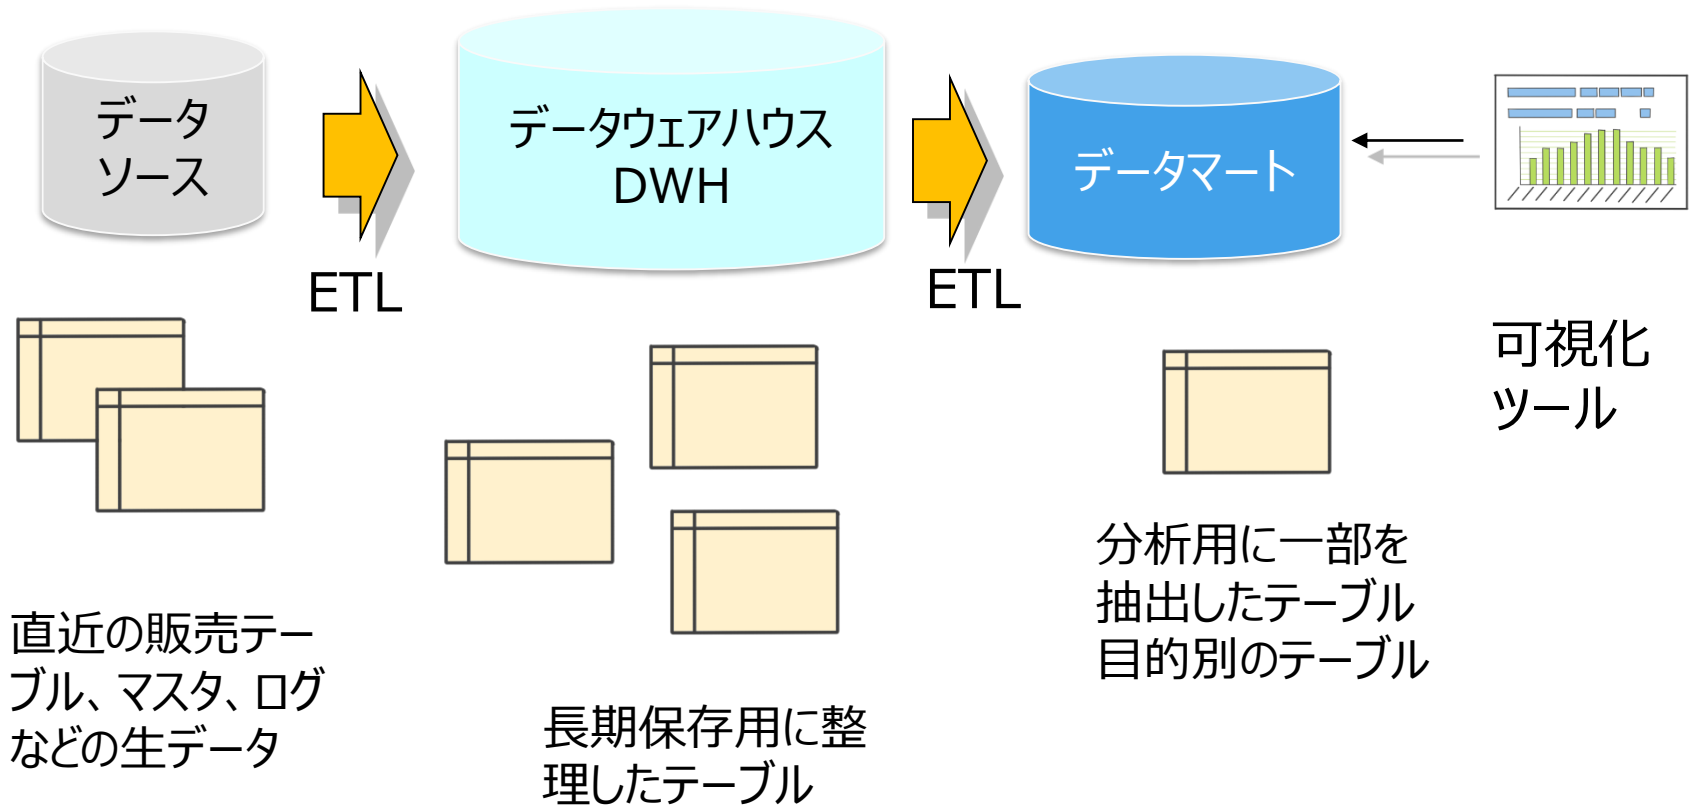 データ
ソース
ETL
データウェアハウス
DWH
ETL
データマート
可視化
ツール
直近の販売テー
ブル、マスタ、ログ
などの生データ
長期保存用に整
理したテーブル
分析用に一部を
抽出したテーブル
目的別のテーブル